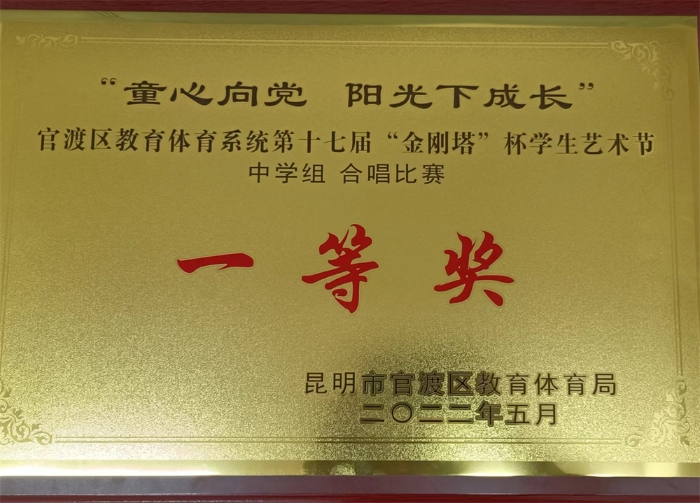 “童心向党 阳光下成长”
官渡区教育体育系统第十七届“金刚塔”杯学生艺术节
中学组 合唱比赛
一等奖
昆明市官渡区教育体育局
二〇二二年五月